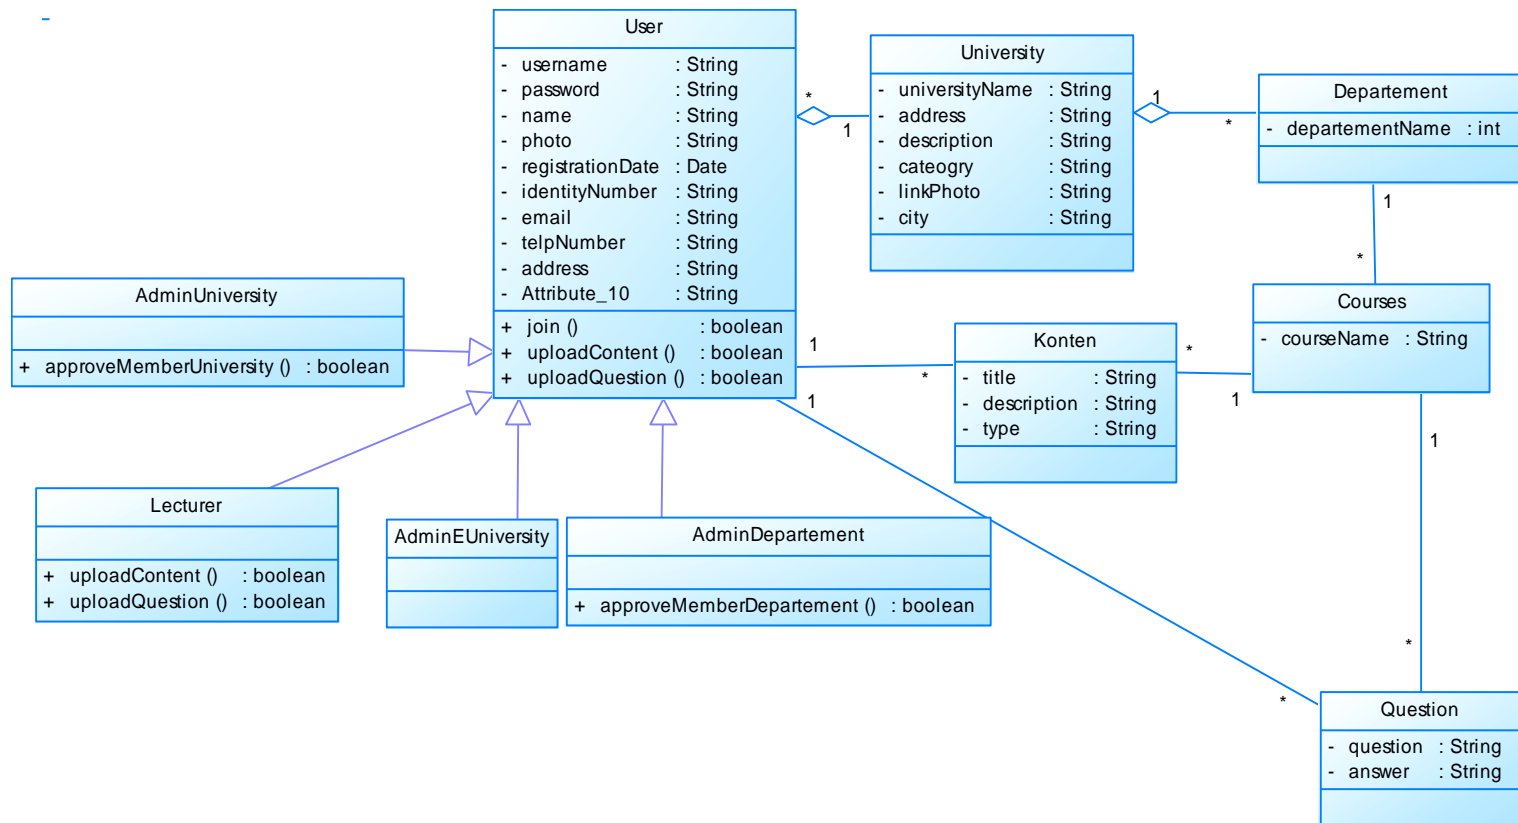 User
- username : String
- password : String
- name : String
- photo : String
- registrationDate : Date
- identityNumber : String
- email : String
- telpNumber : String
- address : String
- Attribute_10 : String
+ join () : boolean
+ uploadContent () : boolean
+ uploadQuestion () : boolean
* 1
University
- universityName : String
- address : String
- description : String
- cateogry : String
- linkPhoto : String
- city : String
1 *
Departement
- departementName : int
1
*
Courses
- courseName : String
AdminUniversity
+ approveMemberUniversity () : boolean
1 *
Konten
- title : String
- description : String
- type : String
* 1
1
1
Lecturer
+ uploadContent () : boolean
+ uploadQuestion () : boolean
AdminEUniversity
AdminDepartement
+ approveMemberDepartement () : boolean
*
*
Question
- question : String
- answer : String